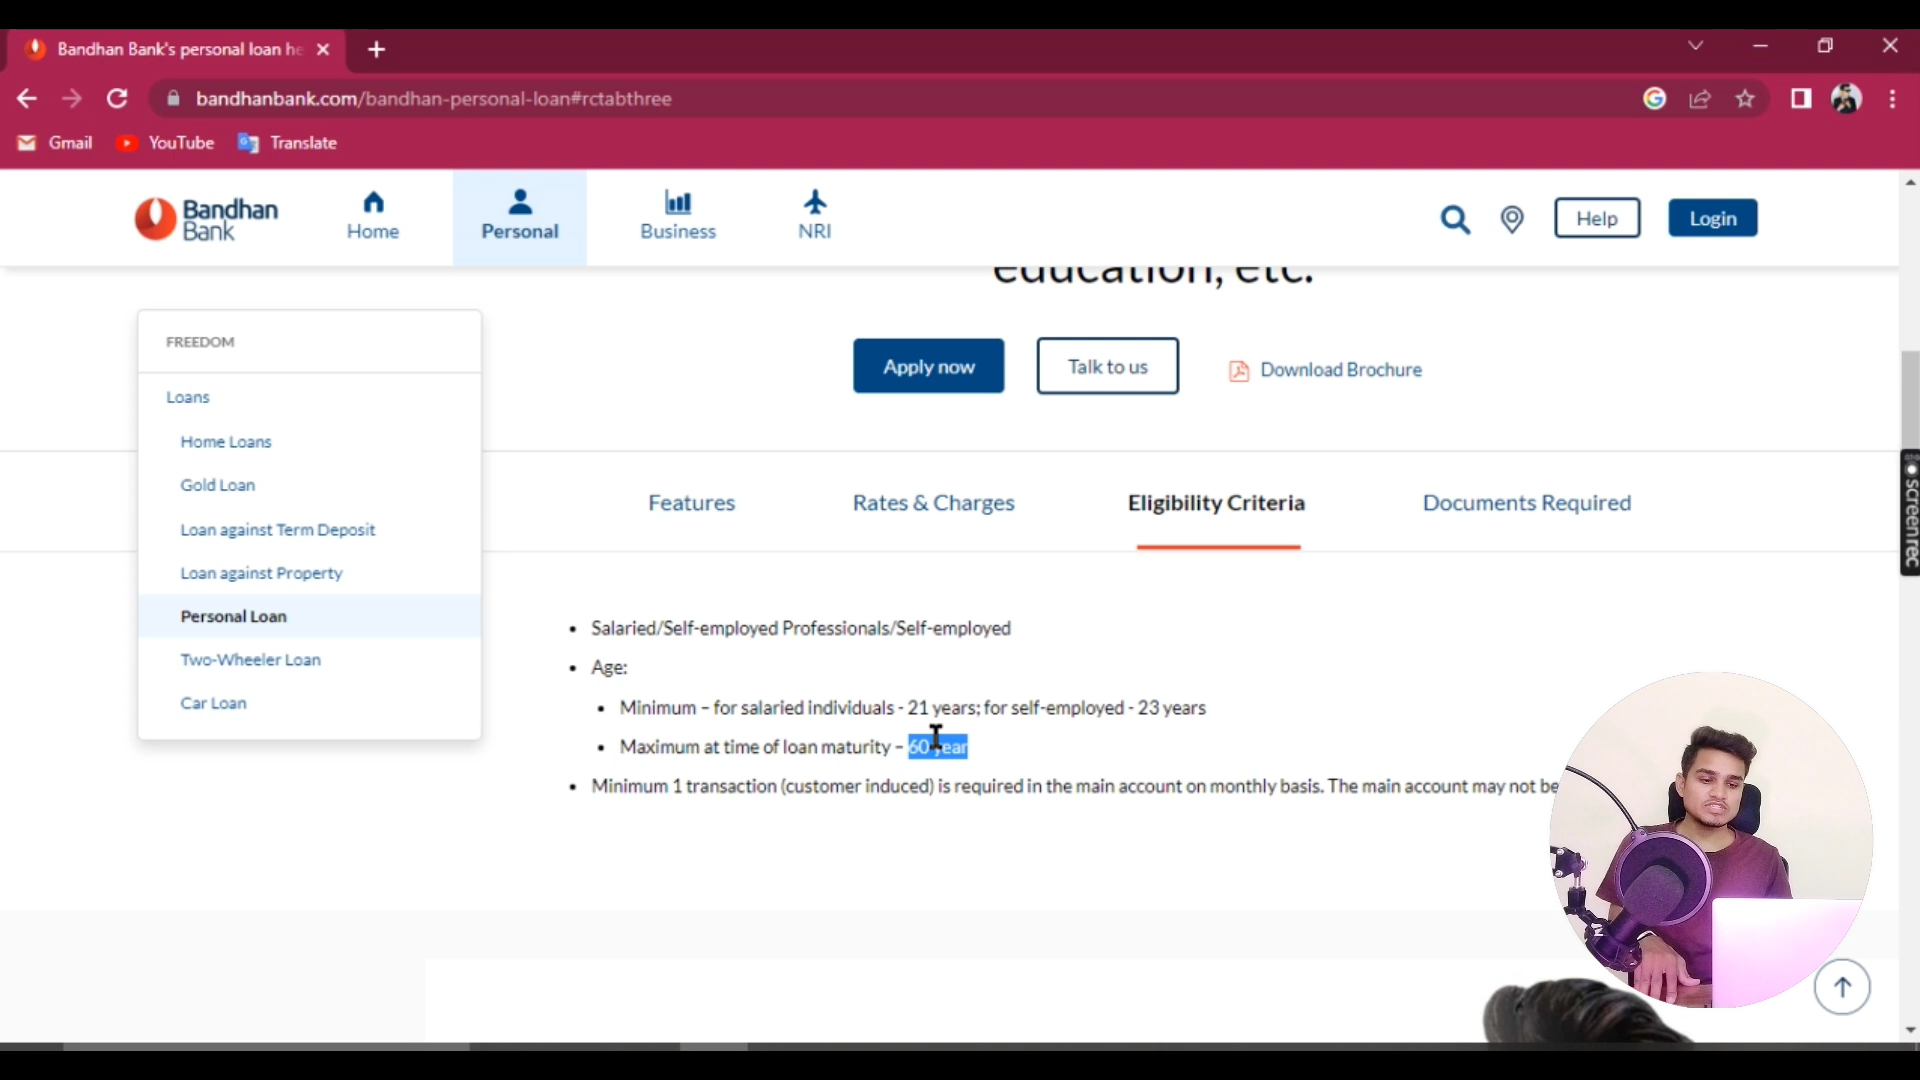 Bandhan Bank's personal loan he
bandhanbank.com/bandhan-personal-loan#rctabthree
Gmail
YouTube
Translate
Bandhan
Bank
Home
Personal
Business
NRI
Help
Login
education, etc.
FREEDOM
Loans
Home Loans
Gold Loan
Loan against Term Deposit
Loan against Property
Personal Loan
Two-Wheeler Loan
Car Loan
Apply now
Talk to us
Download Brochure
Features
Rates & Charges
Eligibility Criteria
Documents Required
Salaried/Self-employed Professionals/Self-employed
Age:
Minimum – for salaried individuals - 21 years; for self-employed - 23 years
Maximum at time of loan maturity – 60 year
Minimum 1 transaction (customer induced) is required in the main account on monthly basis. The main account may not be
screenrec